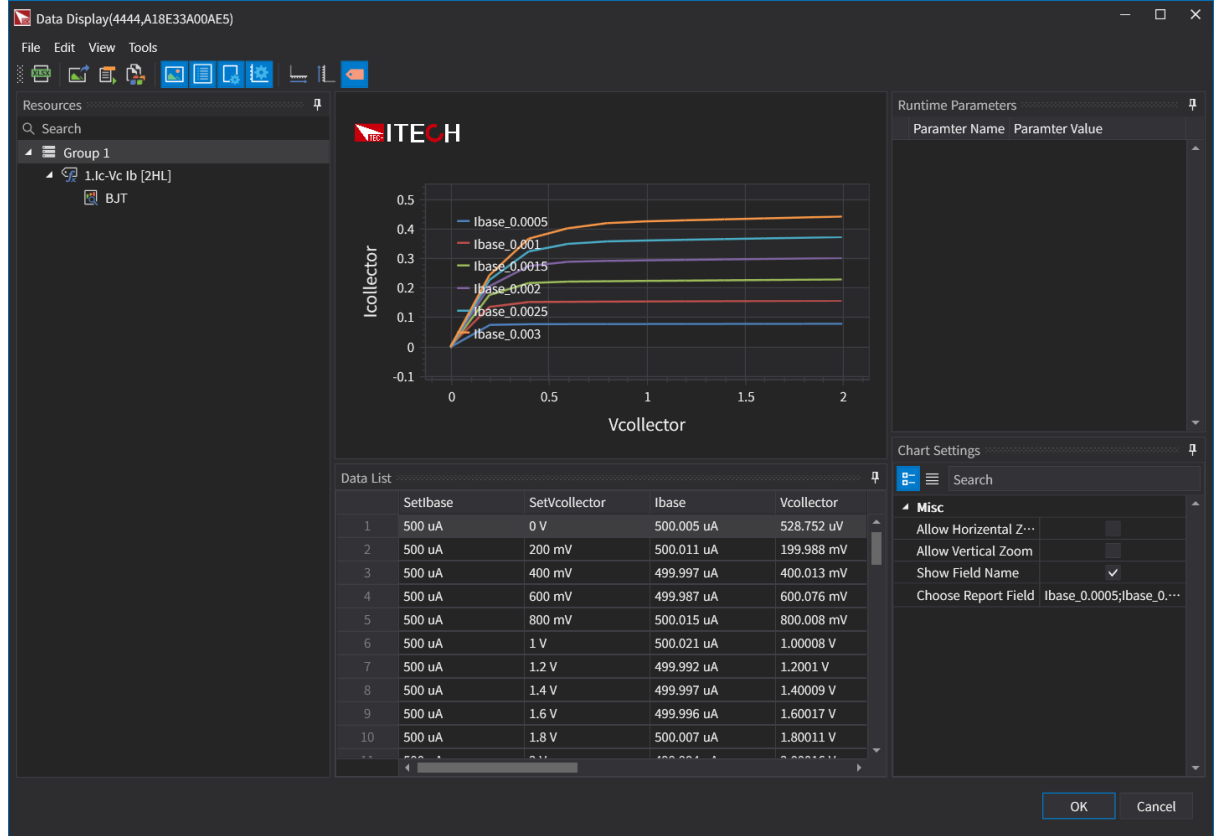 Data Display(4444,A18E33A00AE5)
File Edit View Tools
XLSX
Resources
Search
Group 1
1.Ic-Vc Ib [2HL]
BJT
ITECH
0.5
0.4
0.3
0.2
0.1
0
-0.1
Icollector
Ibase_0.0005
Ibase_0.001
Ibase_0.0015
Ibase_0.002
Ibase_0.0025
Ibase_0.003
0 0.5 1 1.5 2
Vcollector
Data List
SetIbase SetVcollector Ibase Vcollector
1 500 uA 0 V 500.005 uA 528.752 uV
2 500 uA 200 mV 500.011 uA 199.988 mV
3 500 uA 400 mV 499.997 uA 400.013 mV
4 500 uA 600 mV 499.987 uA 600.076 mV
5 500 uA 800 mV 500.015 uA 800.008 mV
6 500 uA 1 V 500.021 uA 1.00008 V
7 500 uA 1.2 V 499.992 uA 1.2001 V
8 500 uA 1.4 V 499.997 uA 1.40009 V
9 500 uA 1.6 V 499.996 uA 1.60017 V
10 500 uA 1.8 V 500.007 uA 1.80011 V
Runtime Parameters
Paramter Name Paramter Value
Chart Settings
Search
Misc
Allow Horizental Z···
Allow Vertical Zoom
Show Field Name
Choose Report Field Ibase_0.0005;Ibase_0.···
OK Cancel